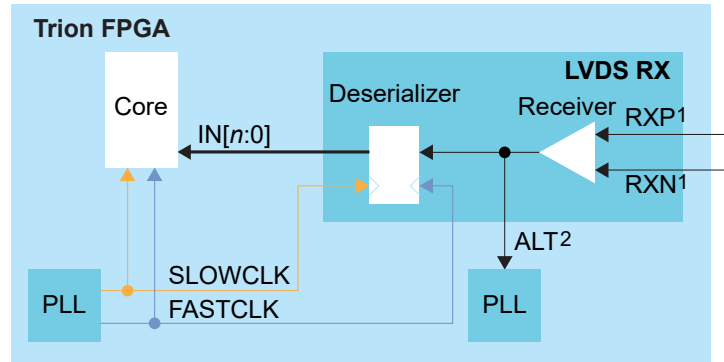 Trion FPGA
LVDS RX
Deserializer
Receiver
Core
RXP1
IN[n:0]
RXN1
ALT2
SLOWCLK
PLL
FASTCLK
PLL